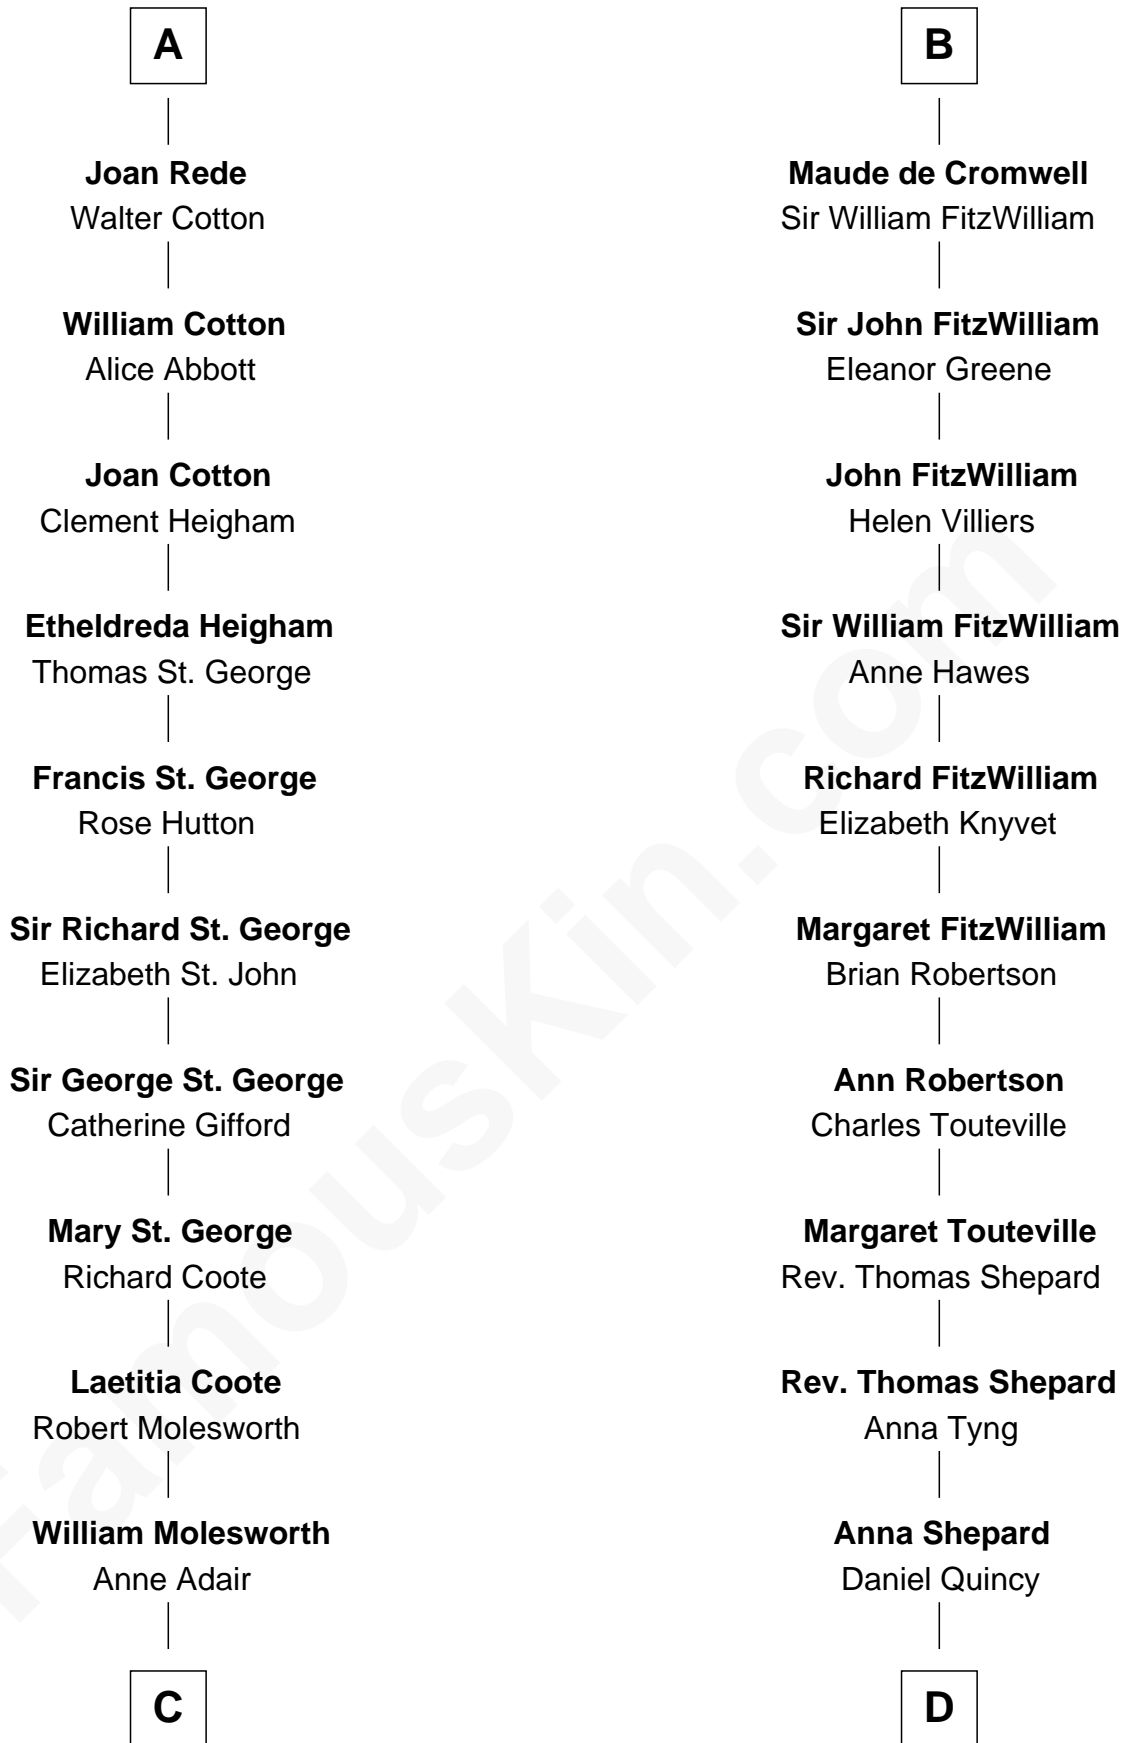 A
Joan Rede
Walter Cotton
William Cotton
Alice Abbott
Joan Cotton
Clement Heigham
Etheldreda Heigham
Thomas St. George
Francis St. George
Rose Hutton
Sir Richard St. George
Elizabeth St. John
Sir George St. George
Catherine Gifford
Mary St. George
Richard Coote
Laetitia Coote
Robert Molesworth
William Molesworth
Anne Adair
C
B
Maude de Cromwell
Sir William FitzWilliam
Sir John FitzWilliam
Eleanor Greene
John FitzWilliam
Helen Villiers
Sir William FitzWilliam
Anne Hawes
Richard FitzWilliam
Elizabeth Knyvet
Margaret FitzWilliam
Brian Robertson
Ann Robertson
Charles Touteville
Margaret Touteville
Rev. Thomas Shepard
Rev. Thomas Shepard
Anna Tyng
Anna Shepard
Daniel Quincy
D
FamousKin.com